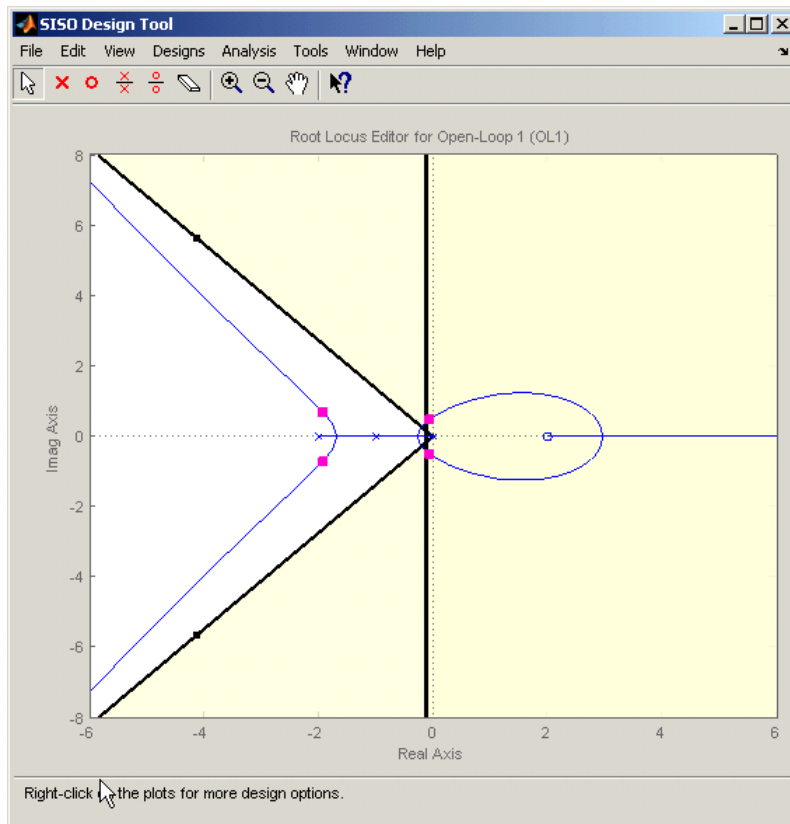 SISO Design Tool
File Edit View Designs Analysis Tools Window Help
Root Locus Editor for Open-Loop 1 (OL1)
8
6
4
2
0
-2
-4
-6
-8
Imag Axis
-6 -4 -2 0 2 4 6
Real Axis
Right-click the plots for more design options.